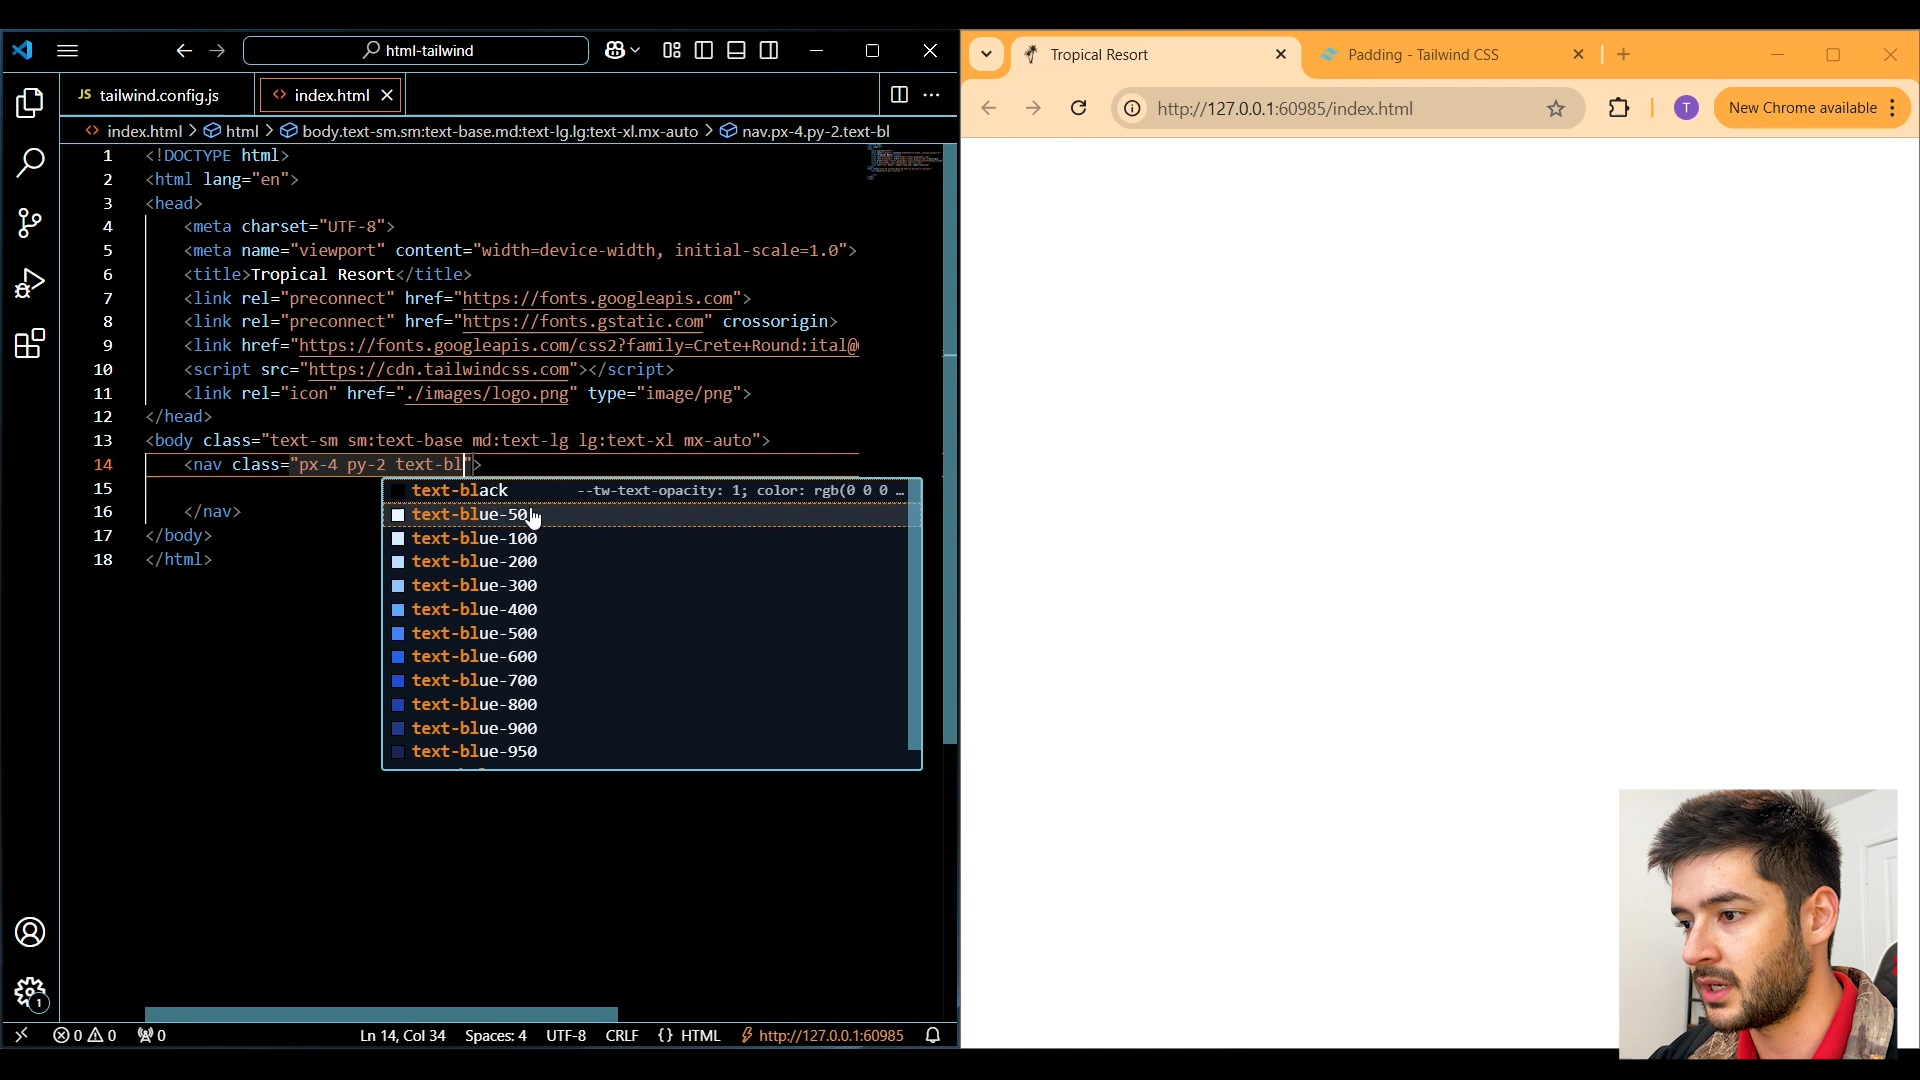 html-tailwind
JS tailwind.config.js
<> index.html
index.html > html > body.text-sm.sm:text-base.md:text-lg.lg:text-xl.mx-auto > nav.px-4.py-2.text-bl
1 <!DOCTYPE html>
2 <html lang="en">
3 <head>
4 <meta charset="UTF-8">
5 <meta name="viewport" content="width=device-width, initial-scale=1.0">
6 <title>Tropical Resort</title>
7 <link rel="preconnect" href="https://fonts.googleapis.com">
8 <link rel="preconnect" href="https://fonts.gstatic.com" crossorigin>
9 <link href="https://fonts.googleapis.com/css2?family=Crete+Round:ital@
10 <script src="https://cdn.tailwindcss.com"></script>
11 <link rel="icon" href="./images/logo.png" type="image/png">
12 </head>
13 <body class="text-sm sm:text-base md:text-lg lg:text-xl mx-auto">
14 <nav class="px-4 py-2 text-bl">
15
16 </nav>
17 </body>
18 </html>
text-black --tw-text-opacity: 1; color: rgb(0 0 0 …
text-blue-50
text-blue-100
text-blue-200
text-blue-300
text-blue-400
text-blue-500
text-blue-600
text-blue-700
text-blue-800
text-blue-900
text-blue-950
1
0 0 0 Ln 14, Col 34 Spaces: 4 UTF-8 CRLF {} HTML http://127.0.0.1:60985
Tropical Resort
Padding - Tailwind CSS
http://127.0.0.1:60985/index.html
T
New Chrome available